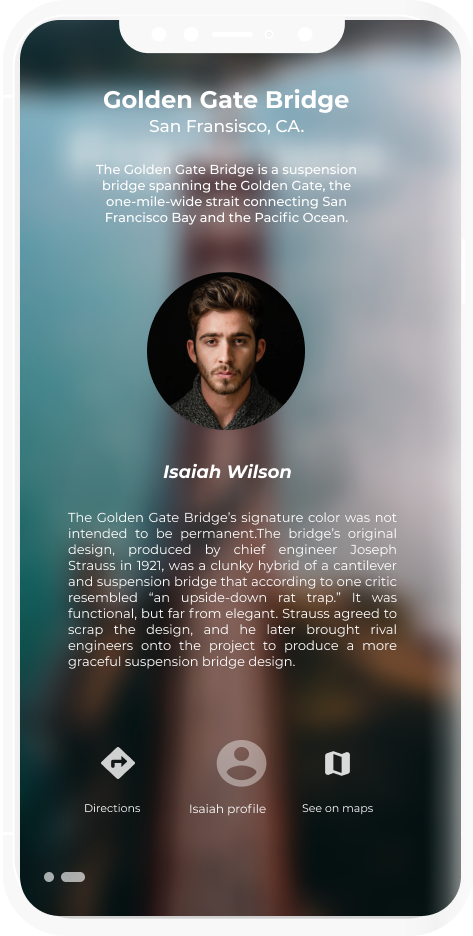 Golden Gate Bridge
San Fransisco, CA.
The Golden Gate Bridge is a suspension
bridge spanning the Golden Gate, the
one-mile-wide strait connecting San
Francisco Bay and the Pacific Ocean.
Isaiah Wilson
The Golden Gate Bridge’s signature color was not
intended to be permanent.The bridge’s original
design, produced by chief engineer Joseph
Strauss in 1921, was a clunky hybrid of a cantilever
and suspension bridge that according to one critic
resembled “an upside-down rat trap.” It was
functional, but far from elegant. Strauss agreed to
scrap the design, and he later brought rival
engineers onto the project to produce a more
graceful suspension bridge design.
Directions
Isaiah profile
See on maps